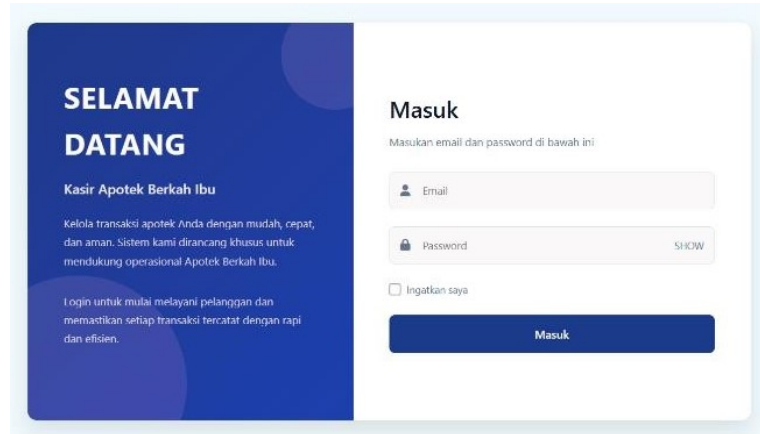 SELAMAT
DATANG
Kasir Apotek Berkah Ibu
Kelola transaksi apotek Anda dengan mudah, cepat,
dan aman. Sistem kami dirancang khusus untuk
mendukung operasional Apotek Berkah Ibu.
Login untuk mulai melayani pelanggan dan
memastikan setiap transaksi tercatat dengan rapi
dan efisien.
Masuk
Masukan email dan password di bawah ini
Email
Password
SHOW
Ingatkan saya
Masuk